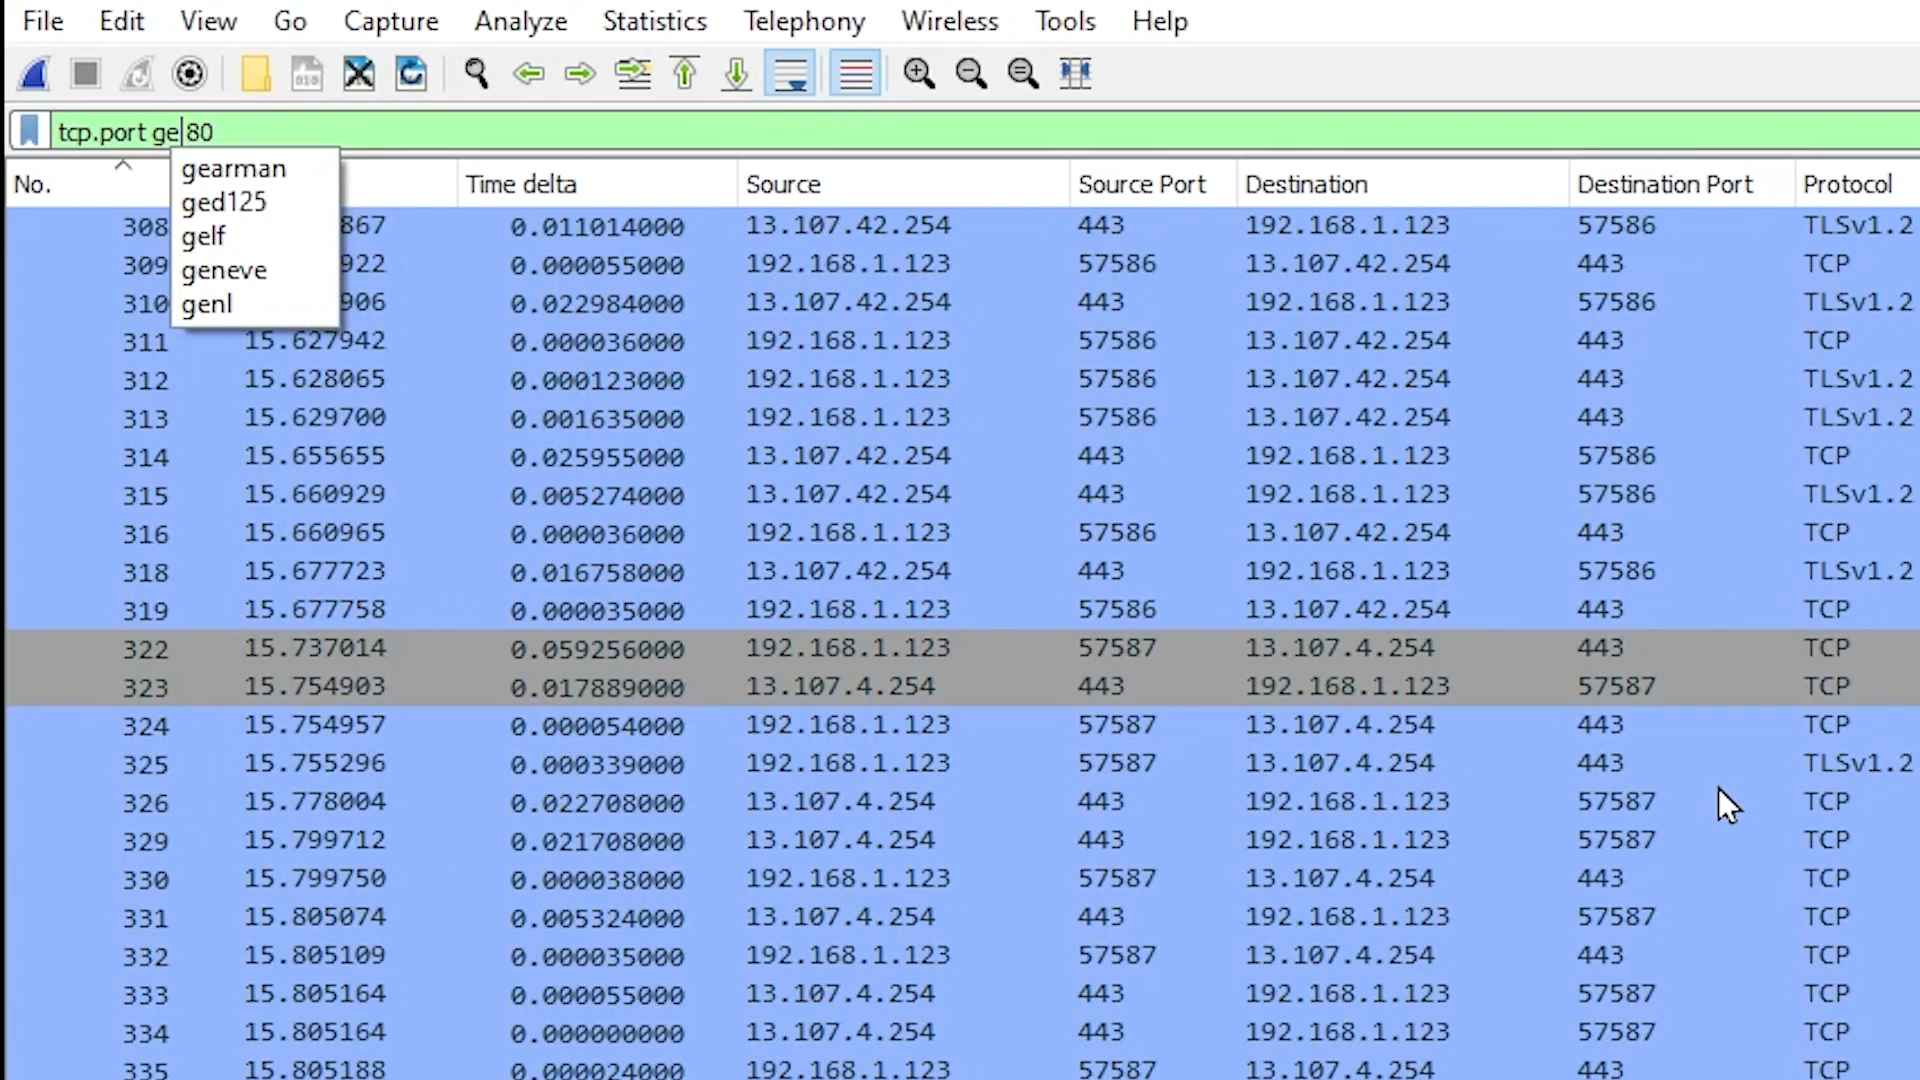 File Edit View Go Capture Analyze Statistics Telephony Wireless Tools Help
tcp.port ge 80
gearman
ged125
gelf
geneve
genl
No. Time delta Source Source Port Destination Destination Port Protocol
308 867 0.011014000 13.107.42.254 443 192.168.1.123 57586 TLSv1.2
309 922 0.000055000 192.168.1.123 57586 13.107.42.254 443 TCP
310 906 0.022984000 13.107.42.254 443 192.168.1.123 57586 TLSv1.2
311 15.627942 0.000036000 192.168.1.123 57586 13.107.42.254 443 TCP
312 15.628065 0.000123000 192.168.1.123 57586 13.107.42.254 443 TLSv1.2
313 15.629700 0.001635000 192.168.1.123 57586 13.107.42.254 443 TLSv1.2
314 15.655655 0.025955000 13.107.42.254 443 192.168.1.123 57586 TCP
315 15.660929 0.005274000 13.107.42.254 443 192.168.1.123 57586 TLSv1.2
316 15.660965 0.000036000 192.168.1.123 57586 13.107.42.254 443 TCP
318 15.677723 0.016758000 13.107.42.254 443 192.168.1.123 57586 TLSv1.2
319 15.677758 0.000035000 192.168.1.123 57586 13.107.42.254 443 TCP
322 15.737014 0.059256000 192.168.1.123 57587 13.107.4.254 443 TCP
323 15.754903 0.017889000 13.107.4.254 443 192.168.1.123 57587 TCP
324 15.754957 0.000054000 192.168.1.123 57587 13.107.4.254 443 TCP
325 15.755296 0.000339000 192.168.1.123 57587 13.107.4.254 443 TLSv1.2
326 15.778004 0.022708000 13.107.4.254 443 192.168.1.123 57587 TCP
329 15.799712 0.021708000 13.107.4.254 443 192.168.1.123 57587 TCP
330 15.799750 0.000038000 192.168.1.123 57587 13.107.4.254 443 TCP
331 15.805074 0.005324000 13.107.4.254 443 192.168.1.123 57587 TCP
332 15.805109 0.000035000 192.168.1.123 57587 13.107.4.254 443 TCP
333 15.805164 0.000055000 13.107.4.254 443 192.168.1.123 57587 TCP
334 15.805164 0.000000000 13.107.4.254 443 192.168.1.123 57587 TCP
335 15.805188 0.000024000 192.168.1.123 57587 13.107.4.254 443 TCP